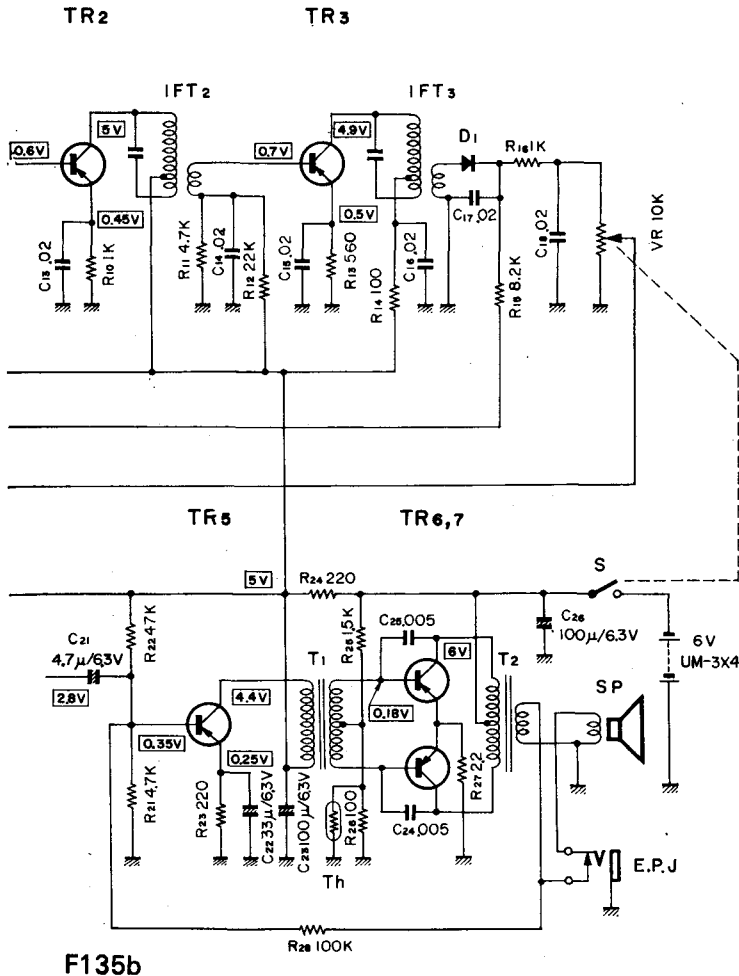 TR2
TR3
IFT2
IFT3
5V
4.9V
D1
R16 1K
0.6V
0.7V
C17 .02
VR 10K
0.45V
0.5V
C13 .02
R10 1K
R11 4.7K
C14 .02
R12 22K
C15 .02
R13 560
R14 100
C16 .02
R15 8.2K
C18 .02
TR5
TR6,7
S
5V
R24 220
C21
4.7μ/6.3V
R22 47K
R25 1.5K
C25 .005
C26
100μ/6.3V
6V
UM-3X4
2.8V
4.4V
T1
6V
T2
SP
0.18V
0.35V
0.25V
R21 4.7K
R23 220
C22 33μ/6.3V
C23 100μ/6.3V
R26 100
C24 .005
R27 2.2
Th
E.P.J
R28 100K
F135b